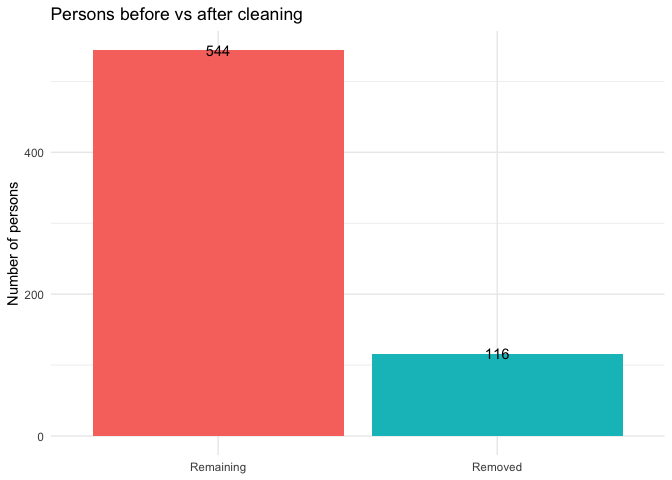 Persons before vs after cleaning
544
400
Number of persons
116
200
0
Remaining
Removed